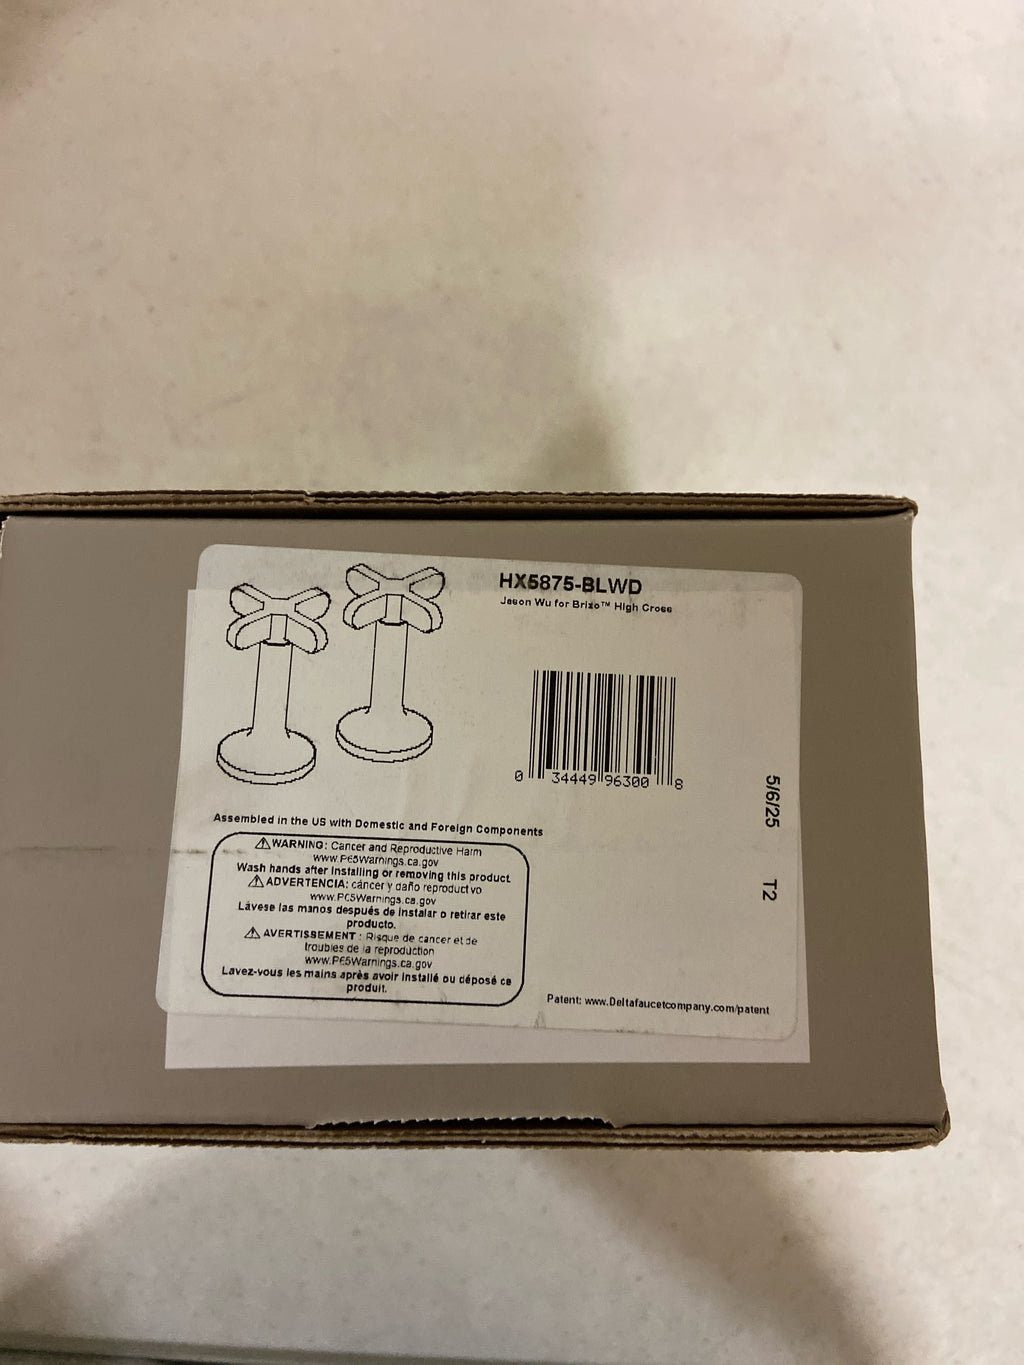 HX5875-BLWD
Jason Wu for Brizo™ High Cross
0 34449 96300 8
5/6/25 T2
Assembled in the US with Domestic and Foreign Components
⚠WARNING: Cancer and Reproductive Harm
www.P65Warnings.ca.gov
Wash hands after installing or removing this product.
⚠ADVERTENCIA: cáncer y daño reproductivo
www.P65Warnings.ca.gov
Lávese las manos después de instalar o retirar este
producto.
⚠AVERTISSEMENT : Risque de cancer et de
troubles de la reproduction
www.P65Warnings.ca.gov
Lavez-vous les mains après avoir installé ou déposé ce
produit.
Patent: www.Deltafaucetcompany.com/patent